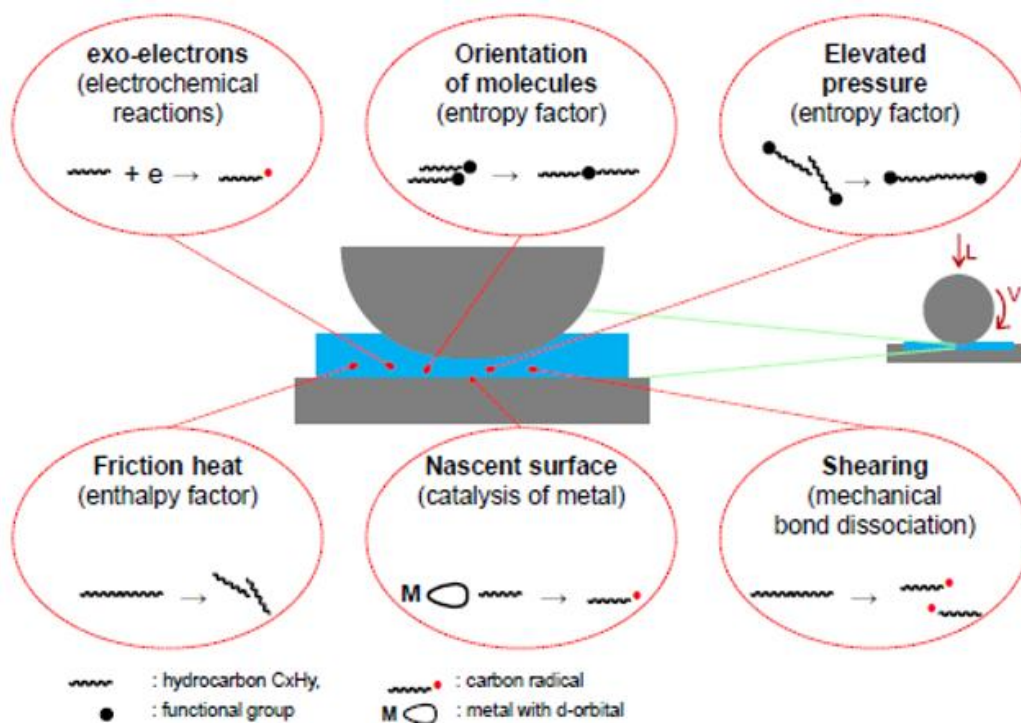 exo-electrons
(electrochemical
reactions)
+ e →
Orientation
of molecules
(entropy factor)
→
Elevated
pressure
(entropy factor)
→
L
V
Friction heat
(enthalpy factor)
→
Nascent surface
(catalysis of metal)
M →
Shearing
(mechanical
bond dissociation)
→
: hydrocarbon CxHy,
: carbon radical
: functional group
M : metal with d-orbital